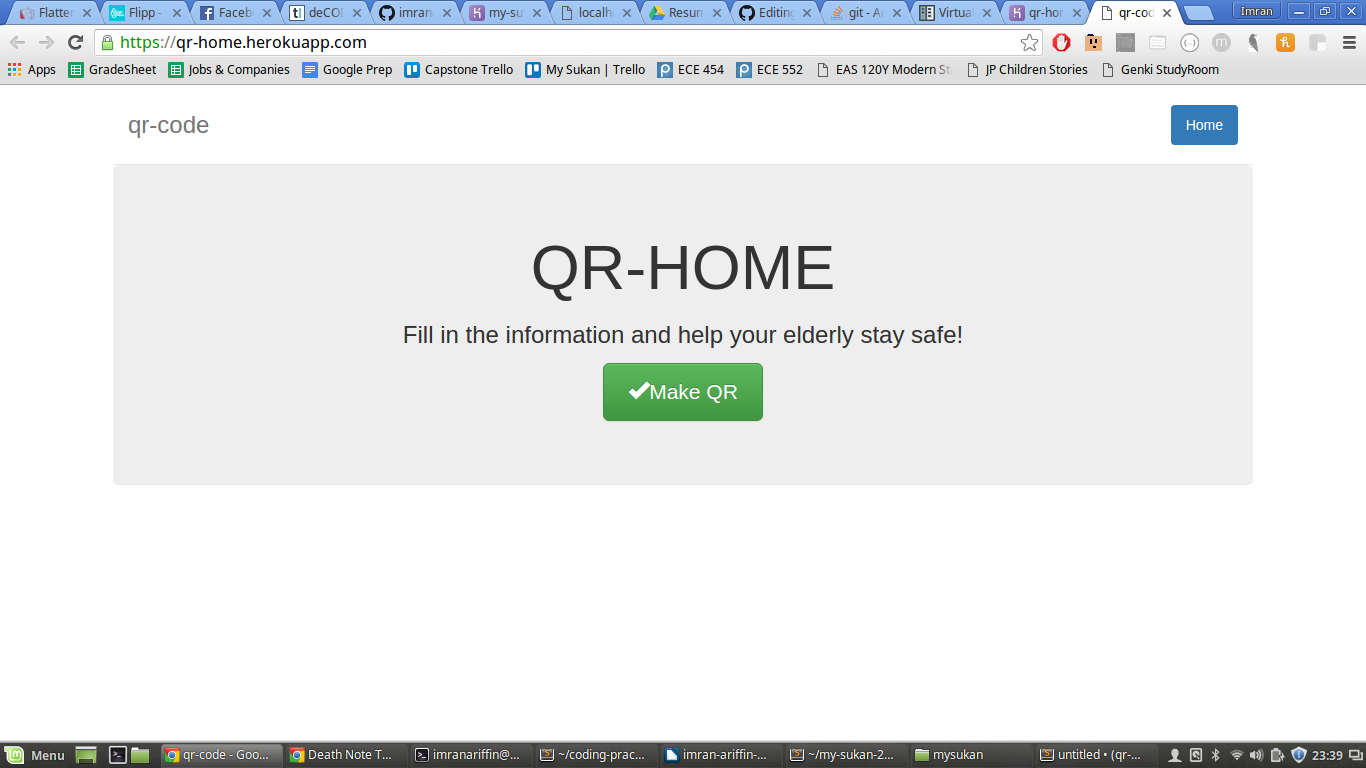 Flatter
Flipp -
Faceb
deCOD
imran
my-su
localh
Resum
Editing
git - A
Virtual
qr-hor
qr-cod
Imran
https://qr-home.herokuapp.com
Apps
GradeSheet
Jobs & Companies
Google Prep
Capstone Trello
My Sukan | Trello
ECE 454
ECE 552
EAS 120Y Modern St
JP Children Stories
Genki StudyRoom
qr-code
Home
QR-HOME
Fill in the information and help your elderly stay safe!
Make QR
Menu
qr-code - Goo...
Death Note T...
imranariffin@...
~/coding-prac...
imran-ariffin-...
~/my-sukan-2...
mysukan
untitled • (qr-...
23:39